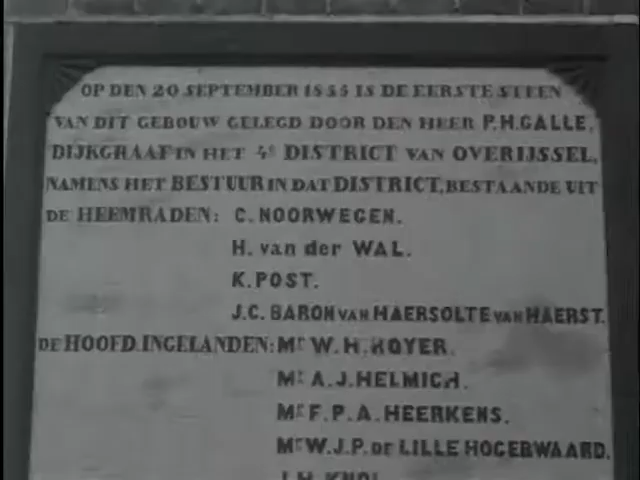 OP DEN 20 SEPTEMBER 1855 IS DE EERSTE STEEN
VAN DIT GEBOUW GELEGD DOOR DEN HEER P.H.GALLE,
DIJKGRAAF IN HET 4E DISTRICT VAN OVERIJSSEL,
NAMENS HET BESTUUR IN DAT DISTRICT, BESTAANDE UIT
DE HEEMRADEN: C. NOORWEGEN.
H. van der WAL.
K. POST.
J.C. BARON VAN HAERSOLTE VAN HAERST.
DE HOOFD.INGELANDEN: Mr W.H. ROYER.
Mr A.J. HELMICH.
Mr F.P.A. HEERKENS.
Mr W.J.P. DE LILLE HOGERWAARD.